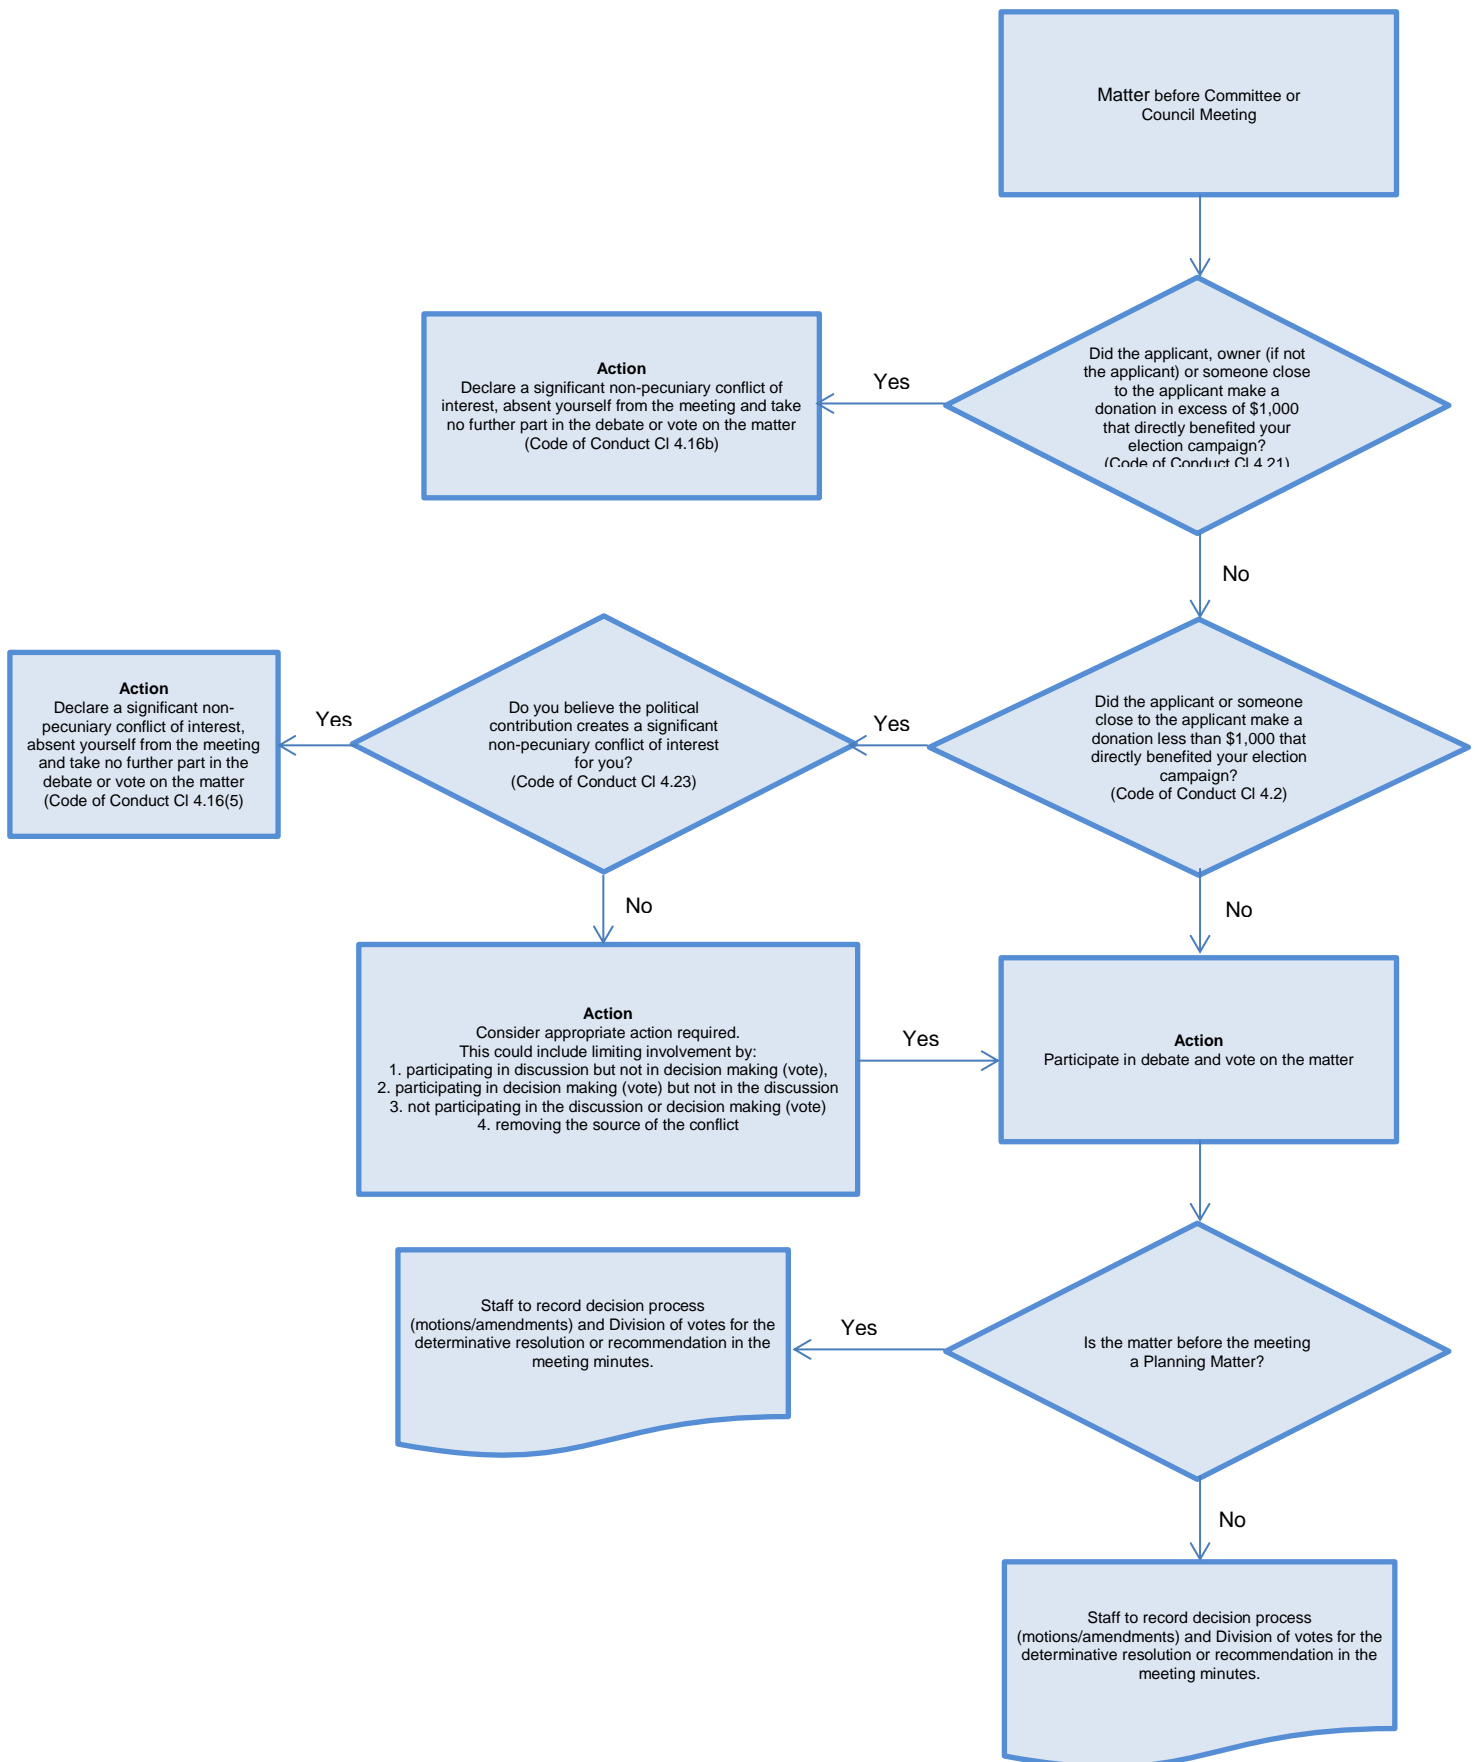 Matter before Committee or
Council Meeting
Did the applicant, owner (if not
the applicant) or someone close
to the applicant make a
donation in excess of $1,000
that directly benefited your
election campaign?
(Code of Conduct Cl 4.21)
Yes
Action
Declare a significant non-pecuniary conflict of
interest, absent yourself from the meeting and take
no further part in the debate or vote on the matter
(Code of Conduct Cl 4.16b)
No
Did the applicant or someone
close to the applicant make a
donation less than $1,000 that
directly benefited your election
campaign?
(Code of Conduct Cl 4.2)
Yes
Do you believe the political
contribution creates a significant
non-pecuniary conflict of interest
for you?
(Code of Conduct Cl 4.23)
Yes
Action
Declare a significant non-
pecuniary conflict of interest,
absent yourself from the meeting
and take no further part in the
debate or vote on the matter
(Code of Conduct Cl 4.16(5)
No
No
Action
Consider appropriate action required.
This could include limiting involvement by:
1. participating in discussion but not in decision making (vote),
2. participating in decision making (vote) but not in the discussion
3. not participating in the discussion or decision making (vote)
4. removing the source of the conflict
Yes
Action
Participate in debate and vote on the matter
Is the matter before the meeting
a Planning Matter?
Yes
Staff to record decision process
(motions/amendments) and Division of votes for the
determinative resolution or recommendation in the
meeting minutes.
No
Staff to record decision process
(motions/amendments) and Division of votes for the
determinative resolution or recommendation in the
meeting minutes.